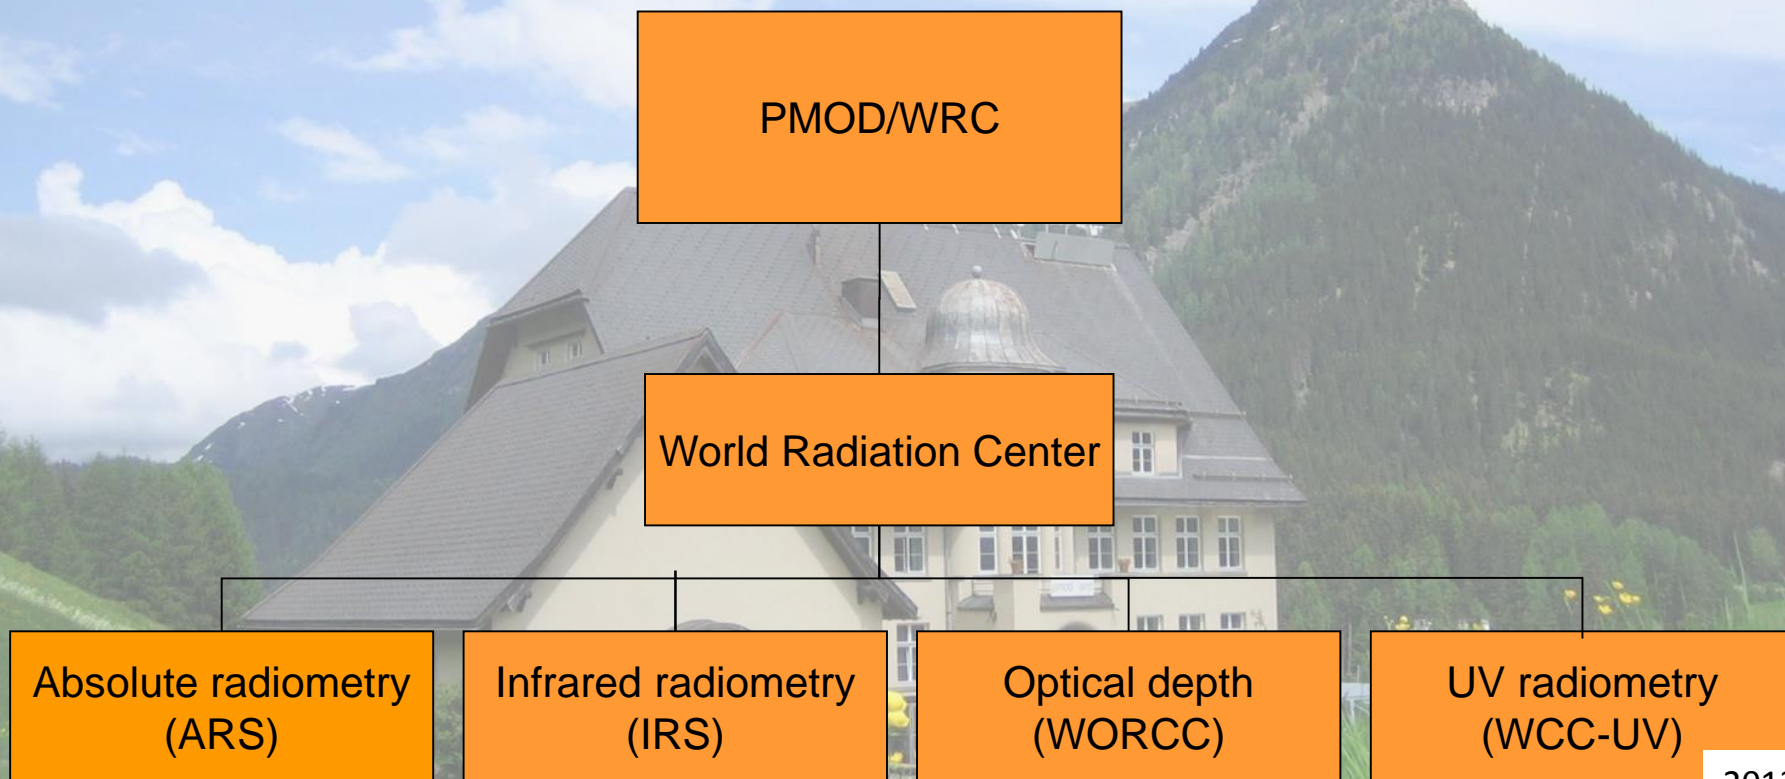 PMOD/WRC
World Radiation Center
Absolute radiometry
(ARS)
Infrared radiometry
(IRS)
Optical depth
(WORCC)
UV radiometry
(WCC-UV)